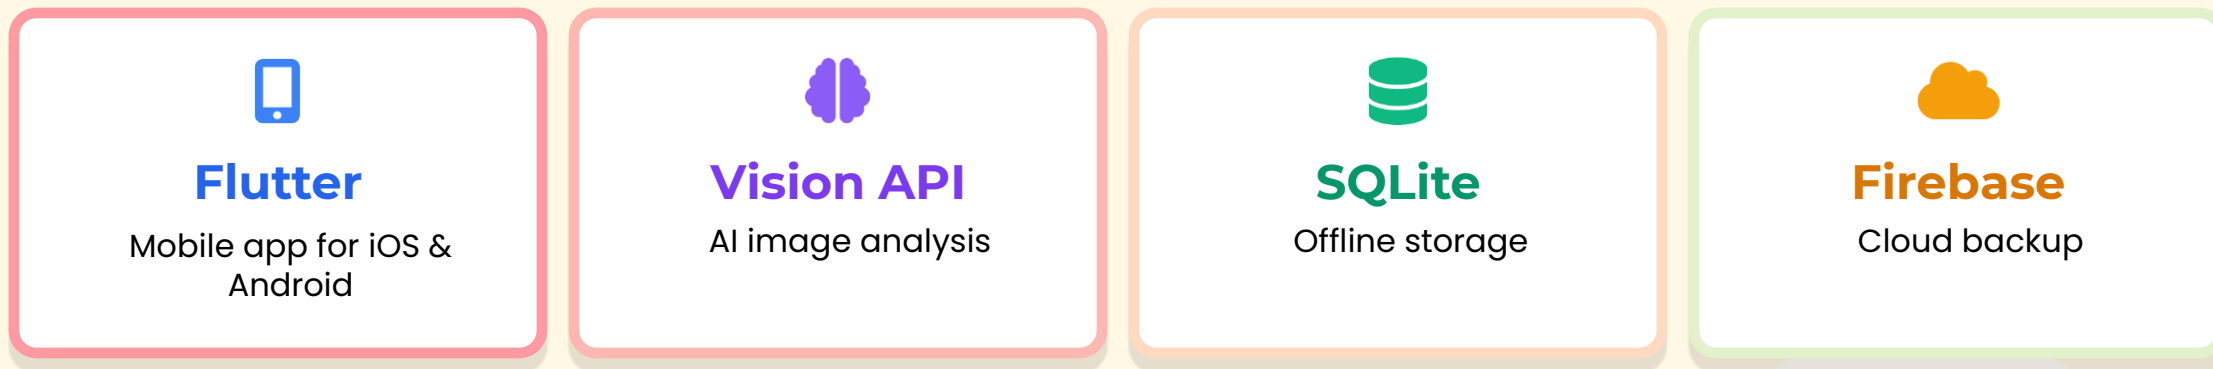 Flutter
Mobile app for iOS &
Android
Vision API
AI image analysis
SQLite
Offline storage
Firebase
Cloud backup